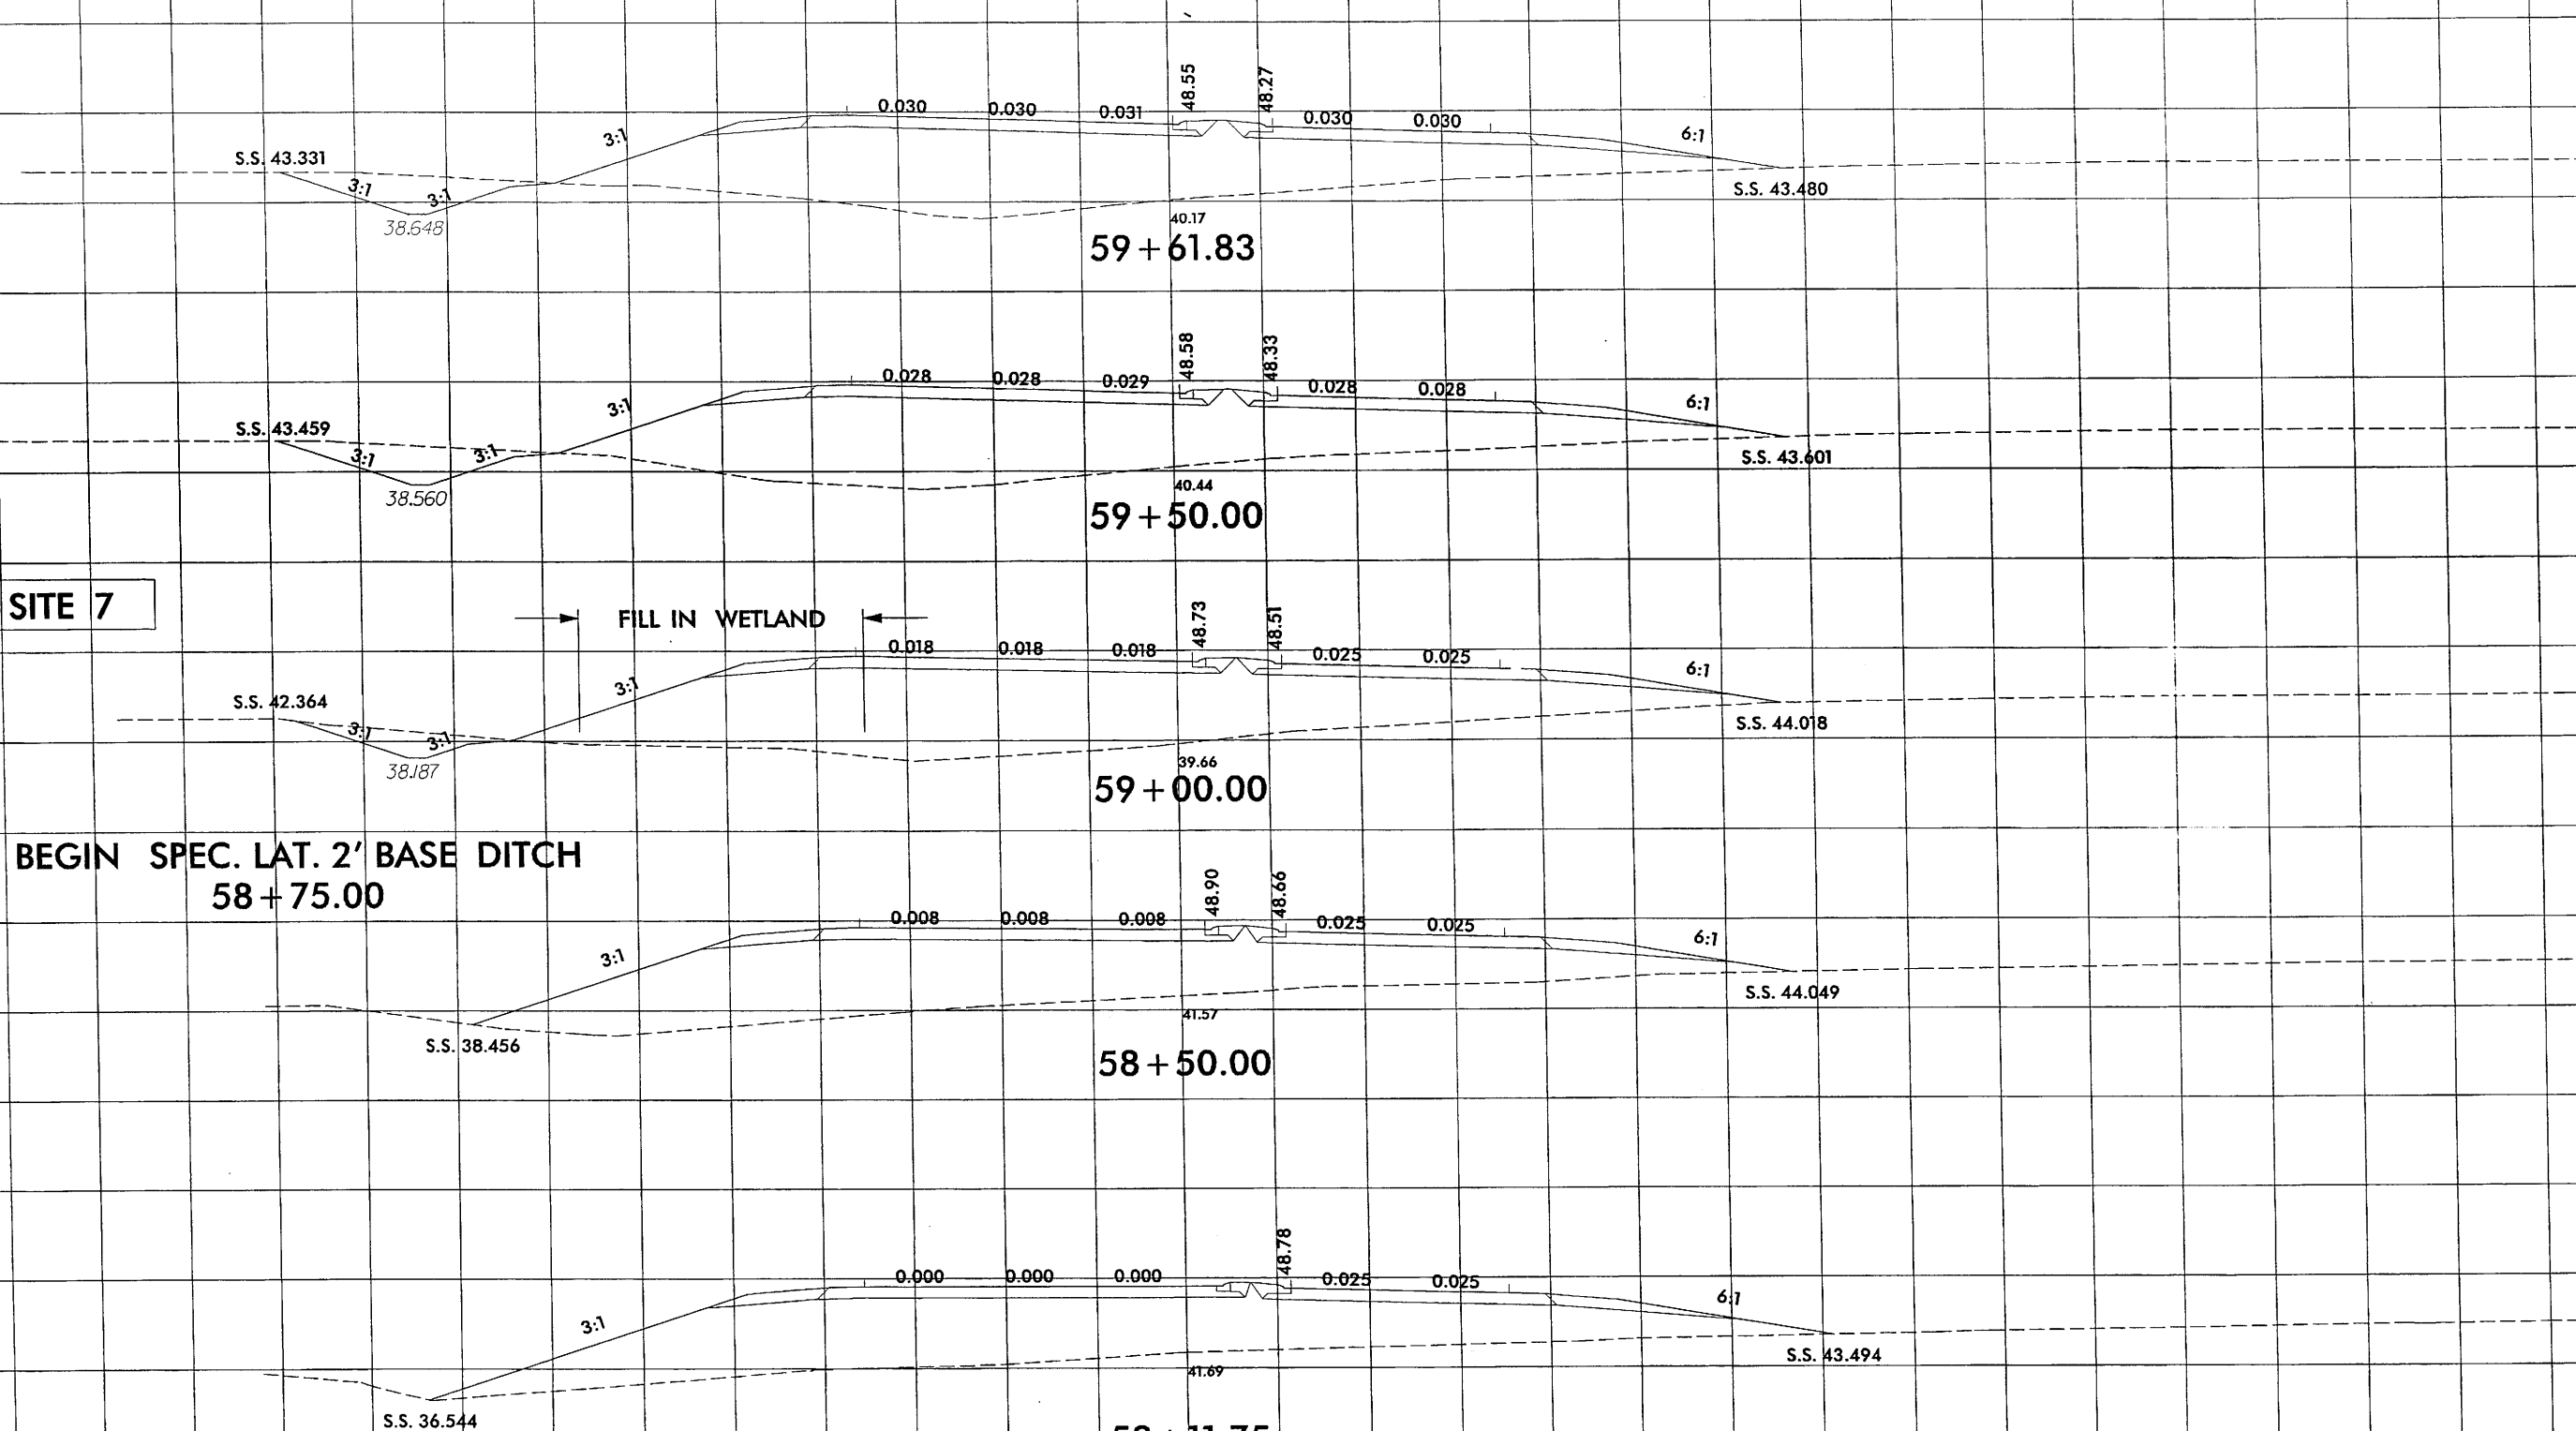 48.55 48.27
0.030 0.030 0.031 0.030 0.030
3:1 6:1
S.S. 43.331
3:1 3:1
S.S. 43.480
38.648
40.17
59+61.83
48.58 48.33
0.028 0.028 0.029 0.028 0.028
3:1 6:1
S.S. 43.459
3:1 3:1
S.S. 43.601
38.560
40.44
59+50.00
SITE 7
FILL IN WETLAND
48.73 48.51
0.018 0.018 0.018 0.025 0.025
3:1 6:1
S.S. 42.364
3:1 3:1
S.S. 44.018
38.187
39.66
59+00.00
BEGIN SPEC. LAT. 2' BASE DITCH
58+75.00
48.90 48.66
0.008 0.008 0.008 0.025 0.025
3:1 6:1
S.S. 44.049
41.57
S.S. 38.456
58+50.00
48.78
0.000 0.000 0.000 0.025 0.025
3:1 6:1
S.S. 43.494
41.69
S.S. 36.544